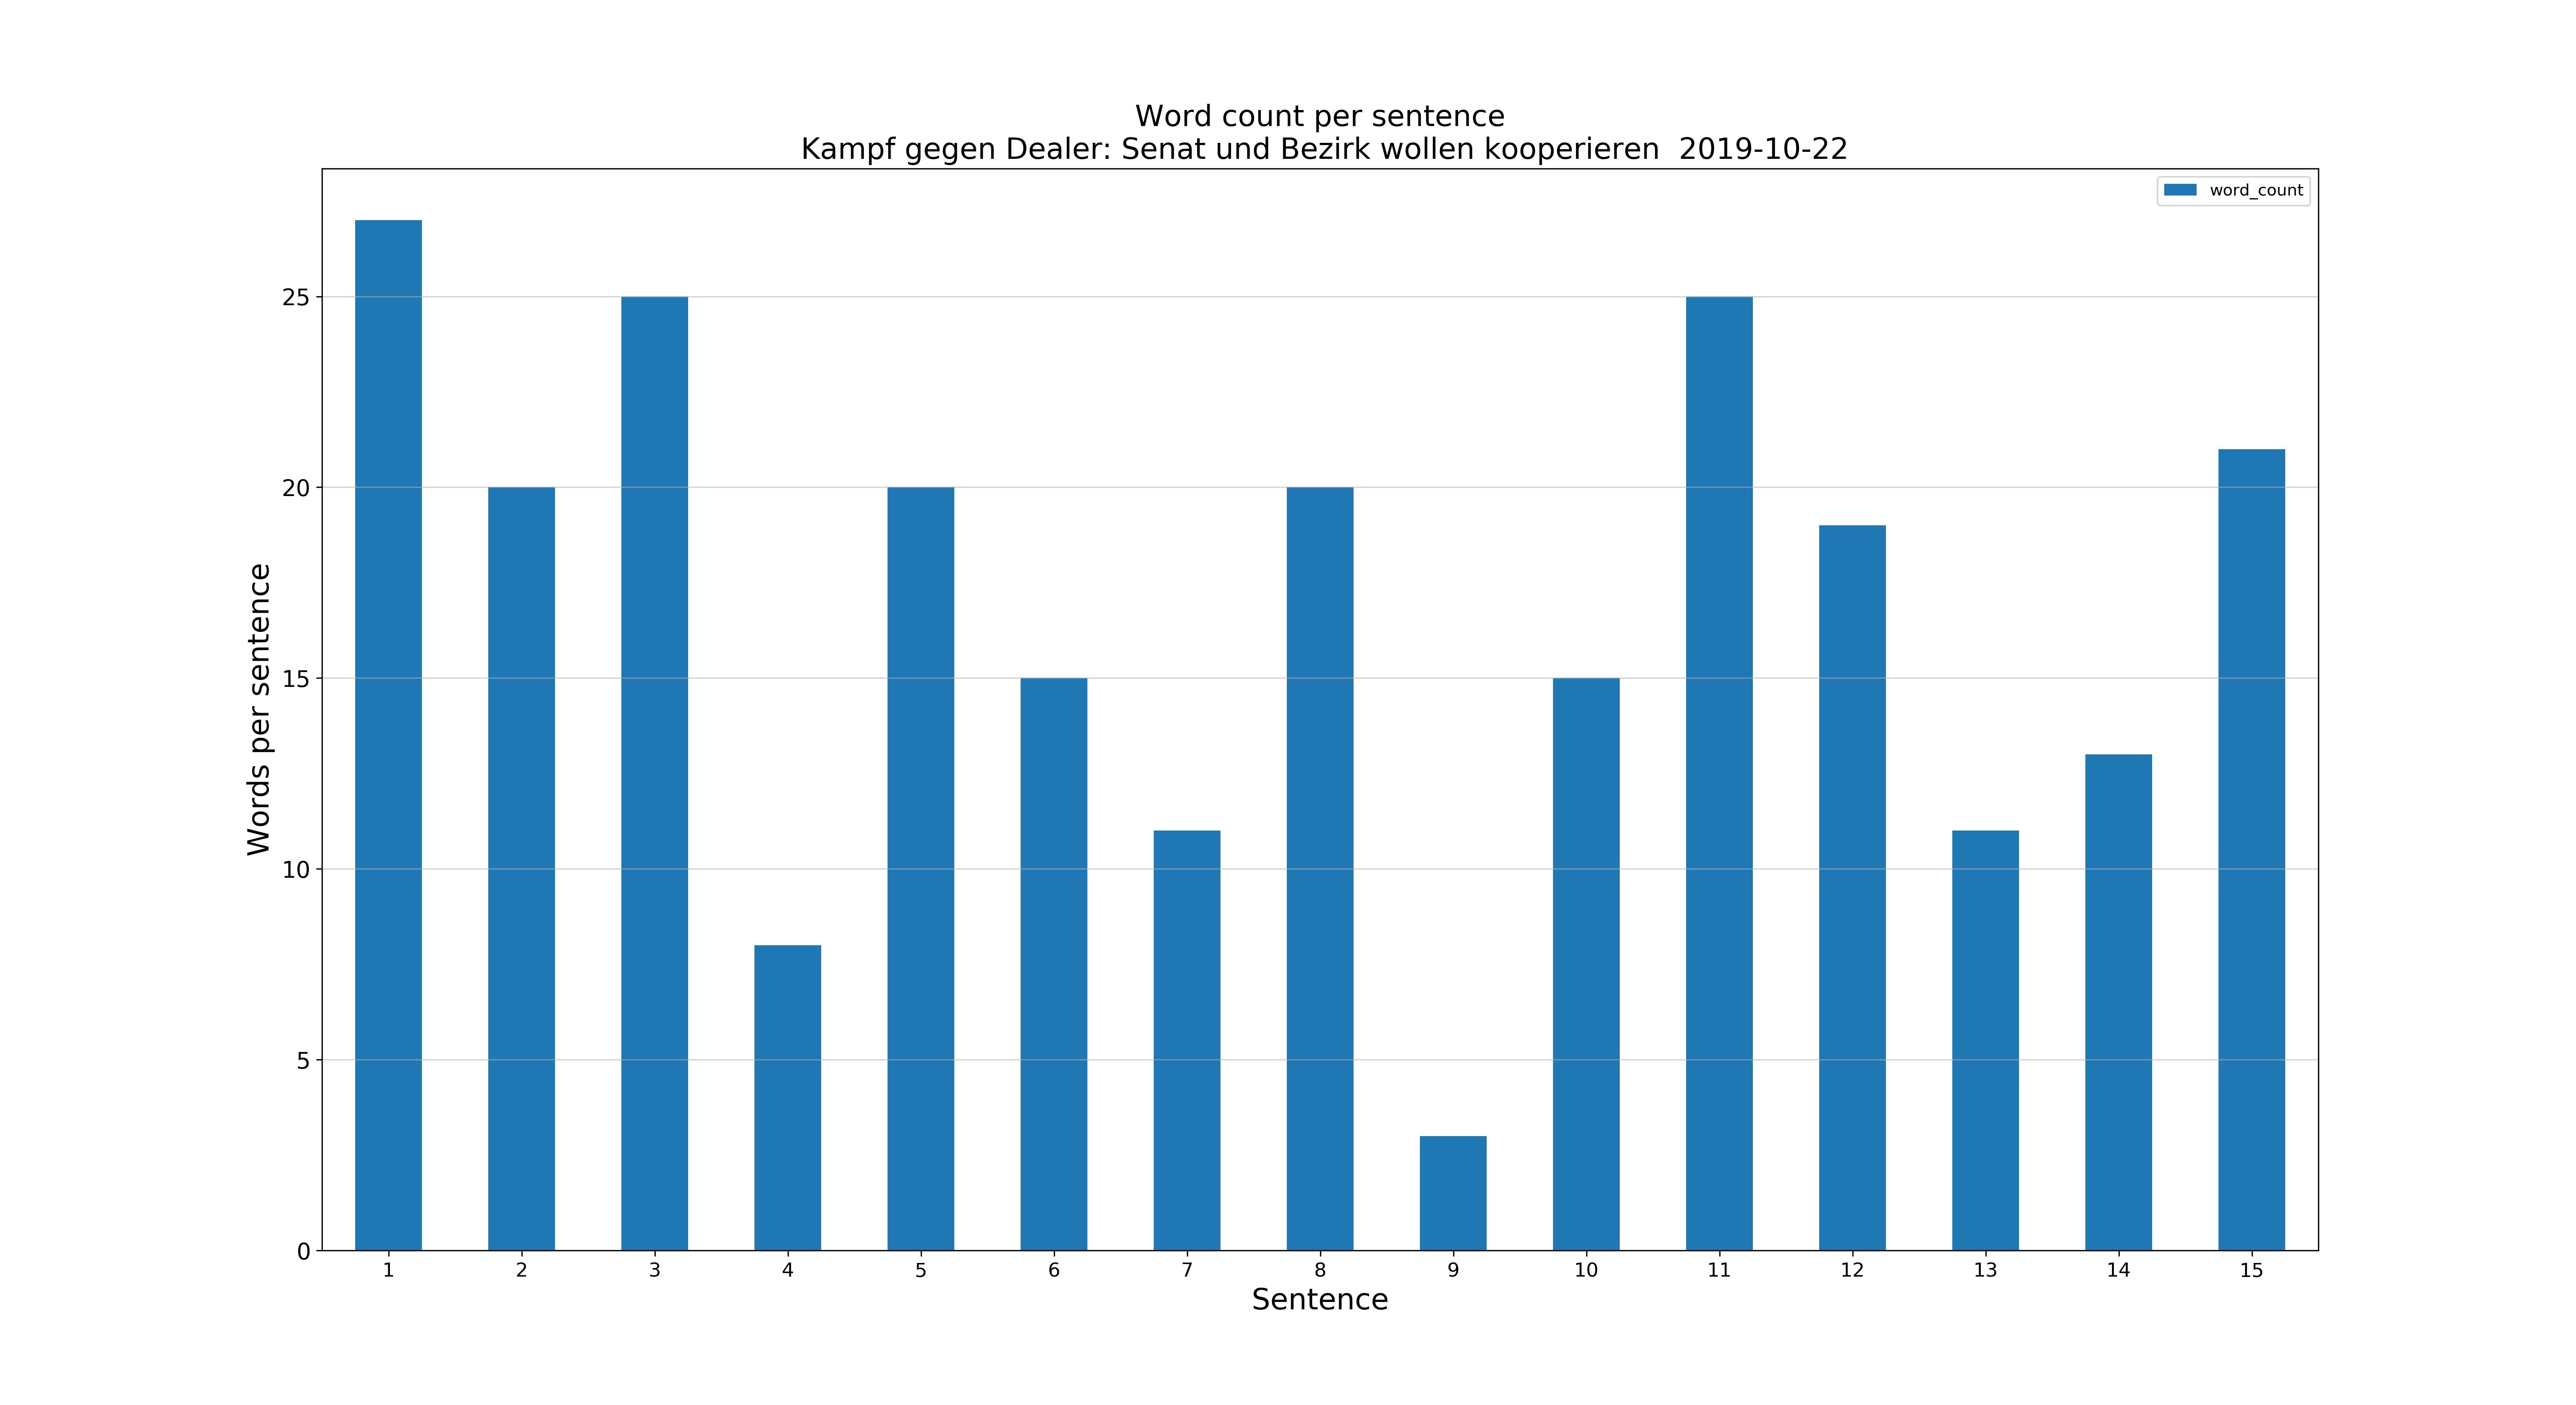 Word count per sentence
Kampf gegen Dealer: Senat und Bezirk wollen kooperieren  2019-10-22
word_count
Words per sentence
25
20
15
10
5
0
1 2 3 4 5 6 7 8 9 10 11 12 13 14 15
Sentence